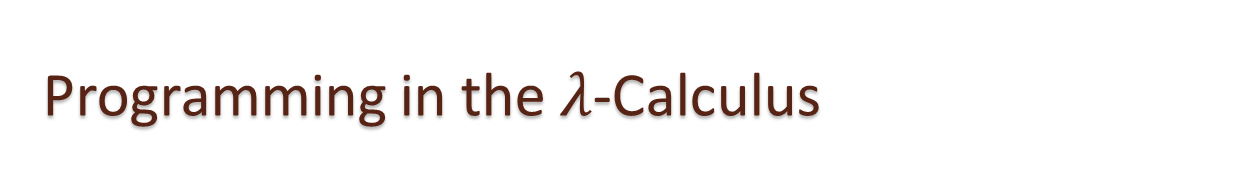 Programming in the λ-Calculus